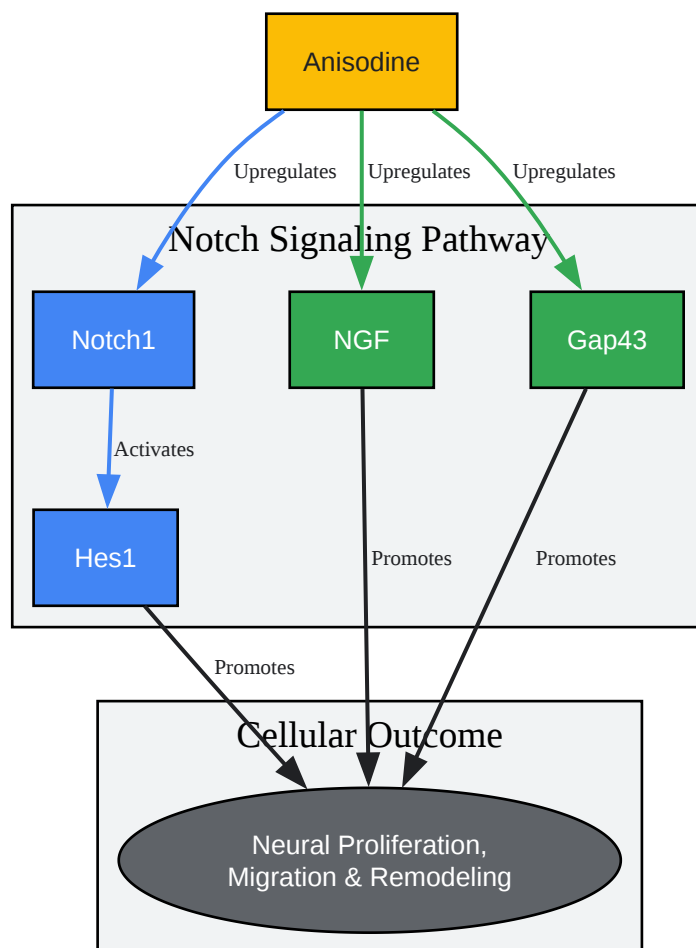 Anisodine
Upregulates
Upregulates
Upregulates
Notch Signaling Pathway
Notch1
NGF
Gap43
Activates
Hes1
Promotes
Promotes
Promotes
Cellular Outcome
Neural Proliferation,
Migration & Remodeling